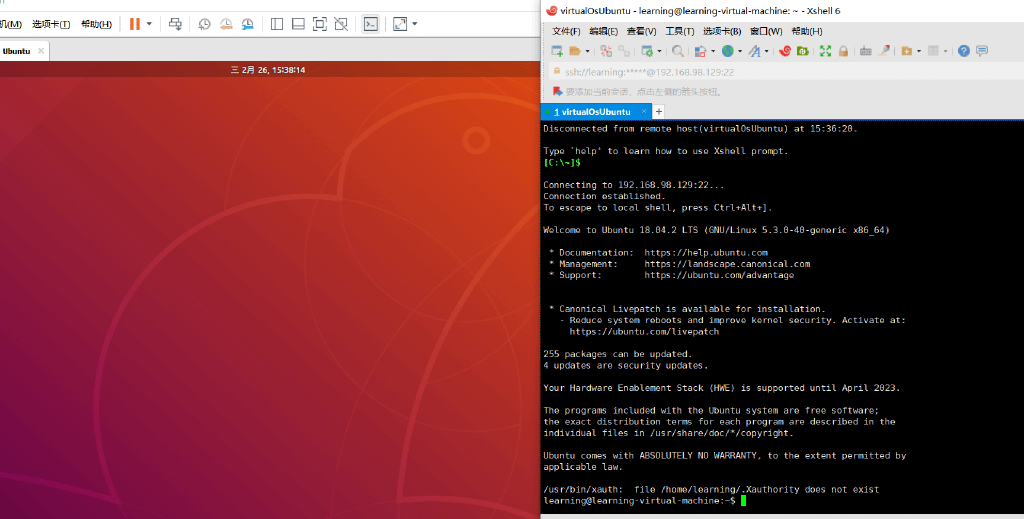 机(M) 选项卡(T) 帮助(H)
Ubuntu
三 2月 26, 15:38:14
virtualOsUbuntu - learning@learning-virtual-machine: ~ - Xshell 6
文件(F) 编辑(E) 查看(V) 工具(T) 选项卡(B) 窗口(W) 帮助(H)
ssh://learning:*****@192.168.98.129:22
要添加当前会话，点击左侧的箭头按钮。
1 virtualOsUbuntu
Disconnected from remote host(virtualOsUbuntu) at 15:36:20.
Type `help' to learn how to use Xshell prompt.
[C:\~]$
Connecting to 192.168.98.129:22...
Connection established.
To escape to local shell, press Ctrl+Alt+].
Welcome to Ubuntu 18.04.2 LTS (GNU/Linux 5.3.0-40-generic x86_64)
* Documentation: https://help.ubuntu.com
* Management: https://landscape.canonical.com
* Support: https://ubuntu.com/advantage
* Canonical Livepatch is available for installation.
- Reduce system reboots and improve kernel security. Activate at:
https://ubuntu.com/livepatch
255 packages can be updated.
4 updates are security updates.
Your Hardware Enablement Stack (HWE) is supported until April 2023.
The programs included with the Ubuntu system are free software;
the exact distribution terms for each program are described in the
individual files in /usr/share/doc/*/copyright.
Ubuntu comes with ABSOLUTELY NO WARRANTY, to the extent permitted by
applicable law.
/usr/bin/xauth: file /home/learning/.Xauthority does not exist
learning@learning-virtual-machine:~$